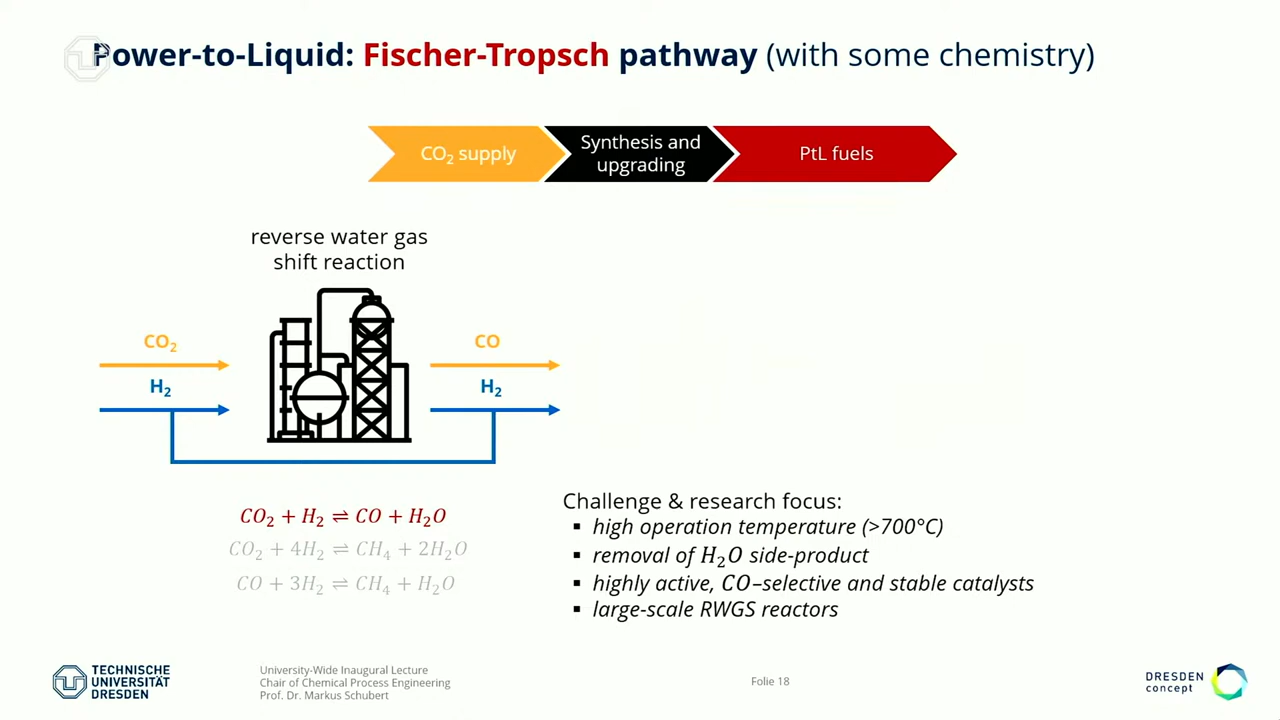 Power-to-Liquid: Fischer-Tropsch pathway (with some chemistry)
CO₂ supply
Synthesis and
upgrading
PtL fuels
reverse water gas
shift reaction
CO₂
CO
H₂
H₂
CO₂ + H₂ ⇌ CO + H₂O
CO₂ + 4H₂ ⇌ CH₄ + 2H₂O
CO + 3H₂ ⇌ CH₄ + H₂O
Challenge & research focus:
▪ high operation temperature (>700°C)
▪ removal of H₂O side-product
▪ highly active, CO–selective and stable catalysts
▪ large-scale RWGS reactors
TECHNISCHE
UNIVERSITÄT
DRESDEN
University-Wide Inaugural Lecture
Chair of Chemical Process Engineering
Prof. Dr. Markus Schubert
Folie 18
DRESDEN
concept